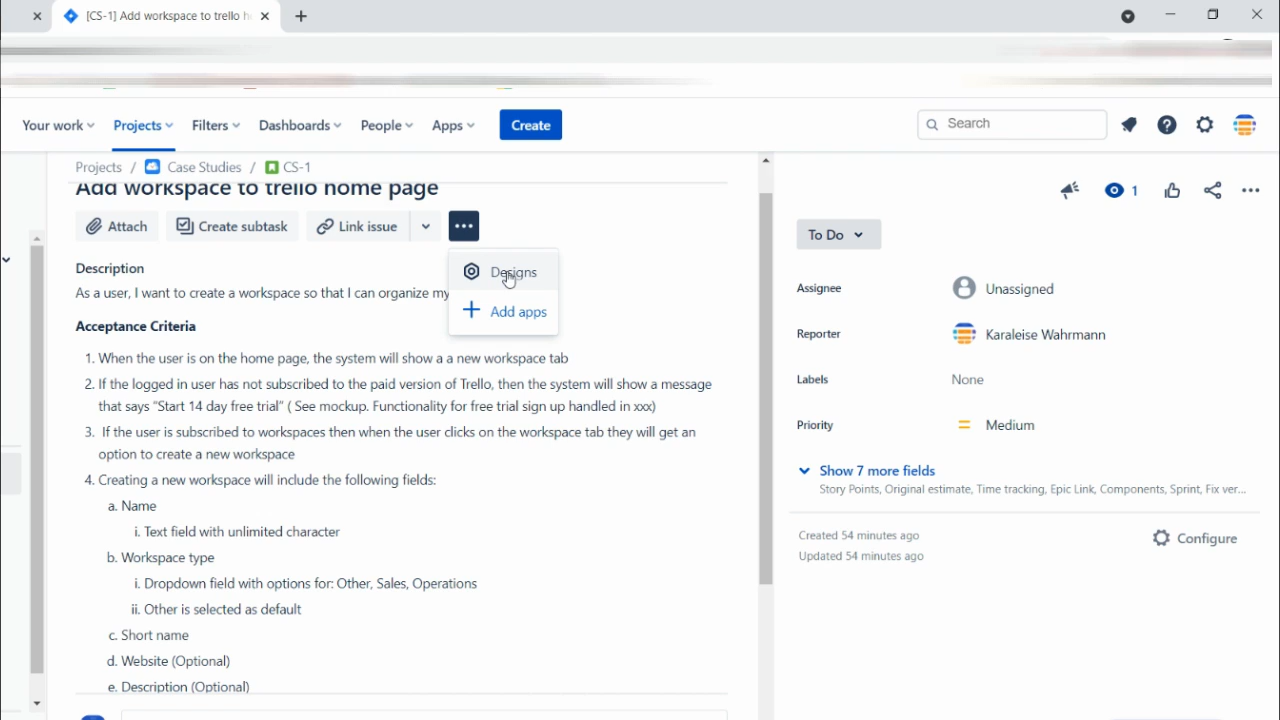 [CS-1] Add workspace to trello h
Your work
Projects
Filters
Dashboards
People
Apps
Create
Search
Projects / Case Studies / CS-1
Add workspace to trello home page
1
Attach
Create subtask
Link issue
To Do
Description
Designs
As a user, I want to create a workspace so that I can organize my
Add apps
Acceptance Criteria
1. When the user is on the home page, the system will show a a new workspace tab
2. If the logged in user has not subscribed to the paid version of Trello, then the system will show a message
that says "Start 14 day free trial" ( See mockup. Functionality for free trial sign up handled in xxx)
3. If the user is subscribed to workspaces then when the user clicks on the workspace tab they will get an
option to create a new workspace
4. Creating a new workspace will include the following fields:
a. Name
i. Text field with unlimited character
b. Workspace type
i. Dropdown field with options for: Other, Sales, Operations
ii. Other is selected as default
c. Short name
d. Website (Optional)
e. Description (Optional)
Assignee
Unassigned
Reporter
Karaleise Wahrmann
Labels
None
Priority
Medium
Show 7 more fields
Story Points, Original estimate, Time tracking, Epic Link, Components, Sprint, Fix ver...
Created 54 minutes ago
Updated 54 minutes ago
Configure